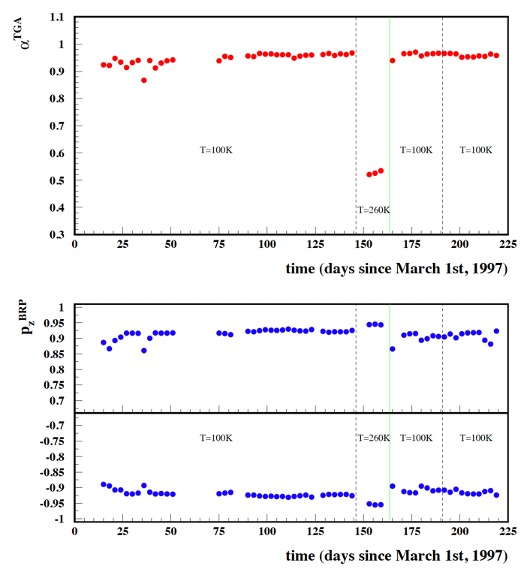 α^TGA
1.1
1
0.9
0.8
0.7
0.6
0.5
0.4
0.3
T=100K
T=100K
T=100K
T=260K
0 25 50 75 100 125 150 175 200 225
time (days since March 1st, 1997)
p_z^BRP
1
0.95
0.9
0.85
0.8
0.75
0.7
-0.7
-0.75
-0.8
-0.85
-0.9
-0.95
-1
T=100K T=260K T=100K T=100K
0 25 50 75 100 125 150 175 200 225
time (days since March 1st, 1997)